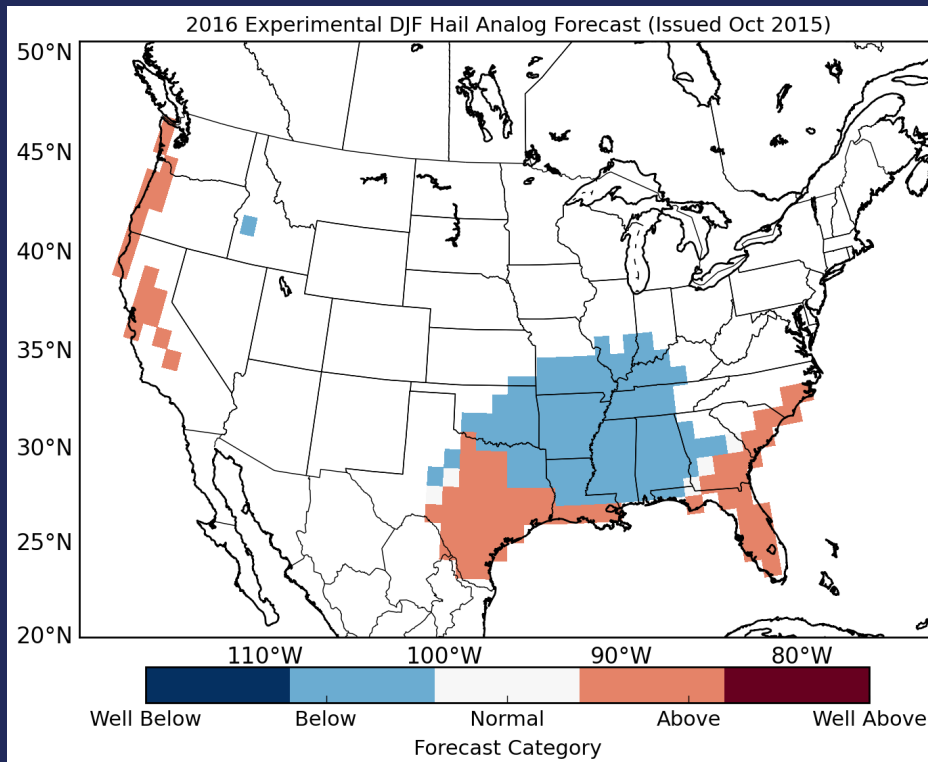 2016 Experimental DJF Hail Analog Forecast (Issued Oct 2015)
50°N
45°N
40°N
35°N
30°N
25°N
20°N
110°W 100°W 90°W 80°W
Well Below Below Normal Above Well Above
Forecast Category